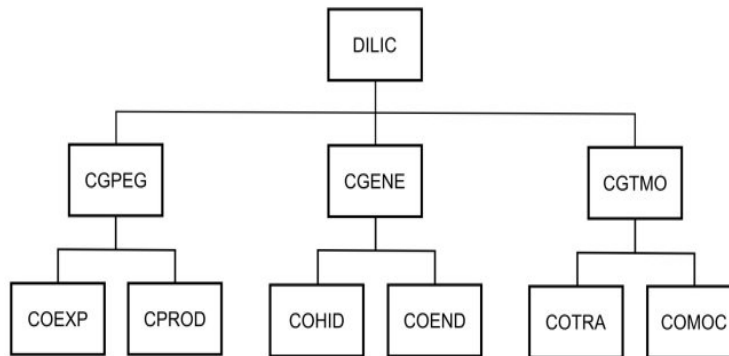 DILIC
CGPEG
CGENE
CGTMO
COEXP
CPROD
COHID
COEND
COTRA
COMOC